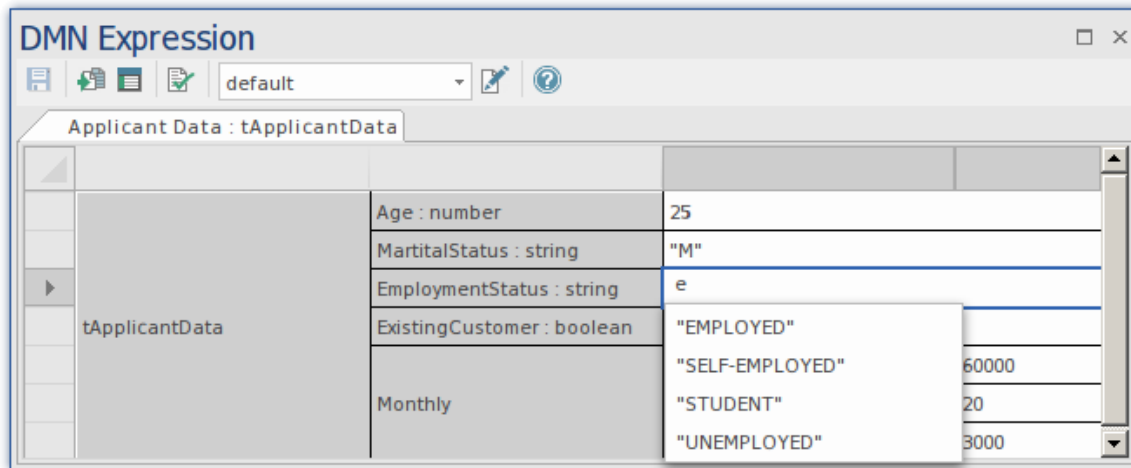 DMN Expression
default
Applicant Data : tApplicantData
Age : number 25
MartitalStatus : string "M"
EmploymentStatus : string e
tApplicantData ExistingCustomer : boolean "EMPLOYED"
"SELF-EMPLOYED" 60000
Monthly "STUDENT" 20
"UNEMPLOYED" 3000